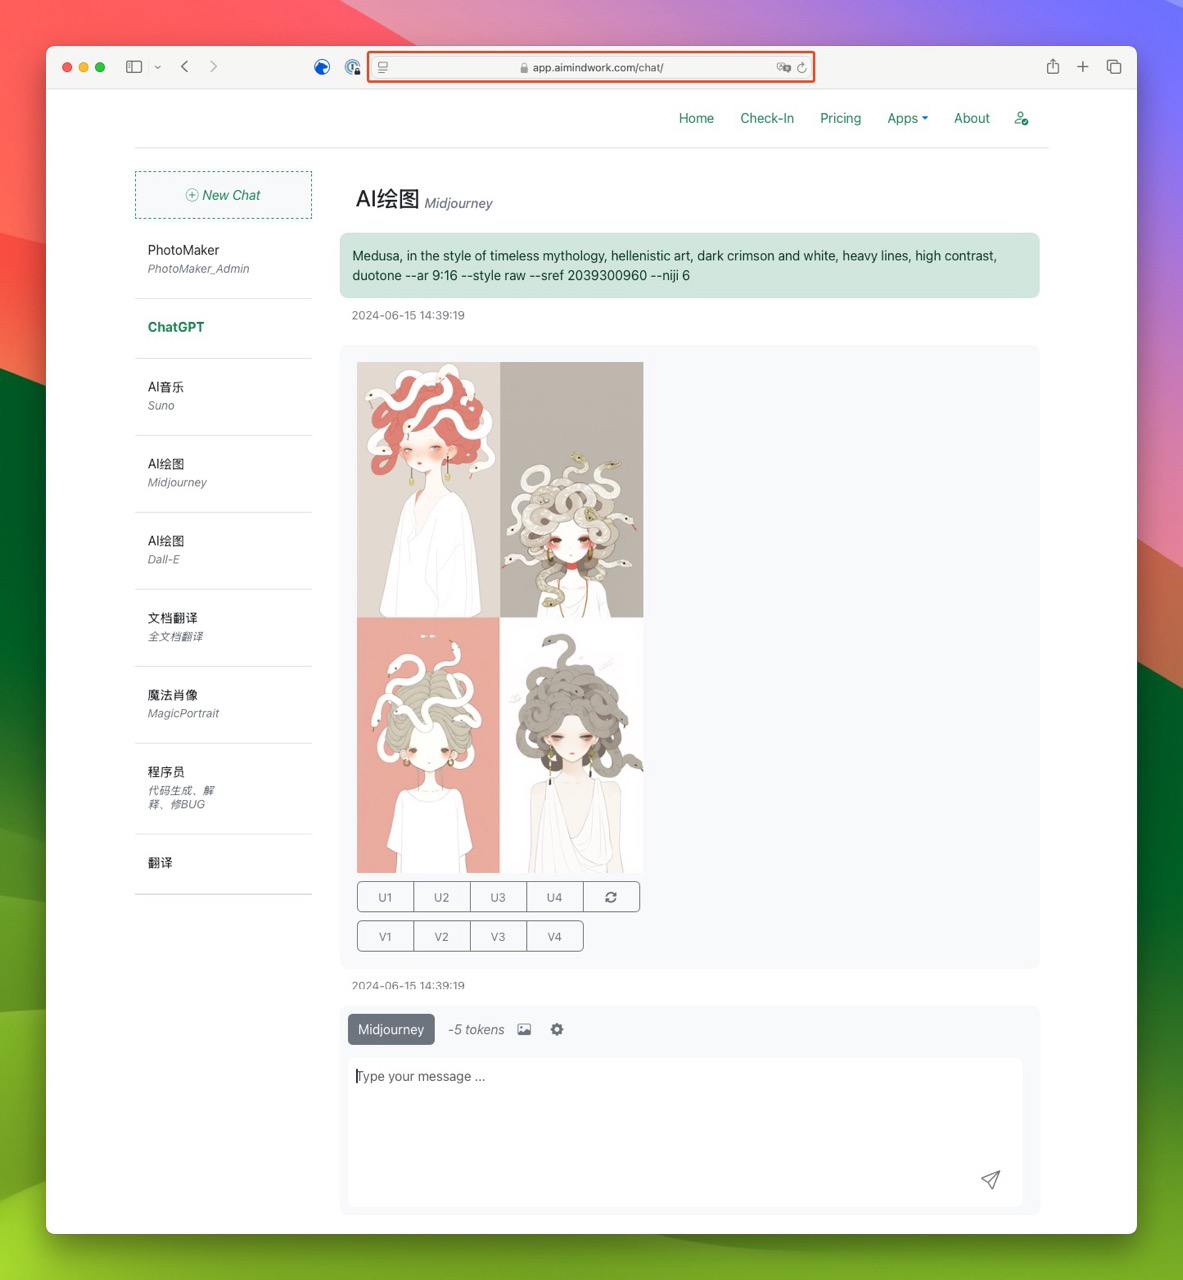 app.aimindwork.com/chat/
Home
Check-In
Pricing
Apps
About
New Chat
PhotoMaker
PhotoMaker_Admin
ChatGPT
AI音乐
Suno
AI绘图
Midjourney
AI绘图
Dall-E
文档翻译
全文档翻译
魔法肖像
MagicPortrait
程序员
代码生成、解
释、修BUG
翻译
AI绘图 Midjourney
Medusa, in the style of timeless mythology, hellenistic art, dark crimson and white, heavy lines, high contrast,
duotone --ar 9:16 --style raw --sref 2039300960 --niji 6
2024-06-15 14:39:19
U1
U2
U3
U4
V1
V2
V3
V4
2024-06-15 14:39:19
Midjourney
-5 tokens
Type your message ...